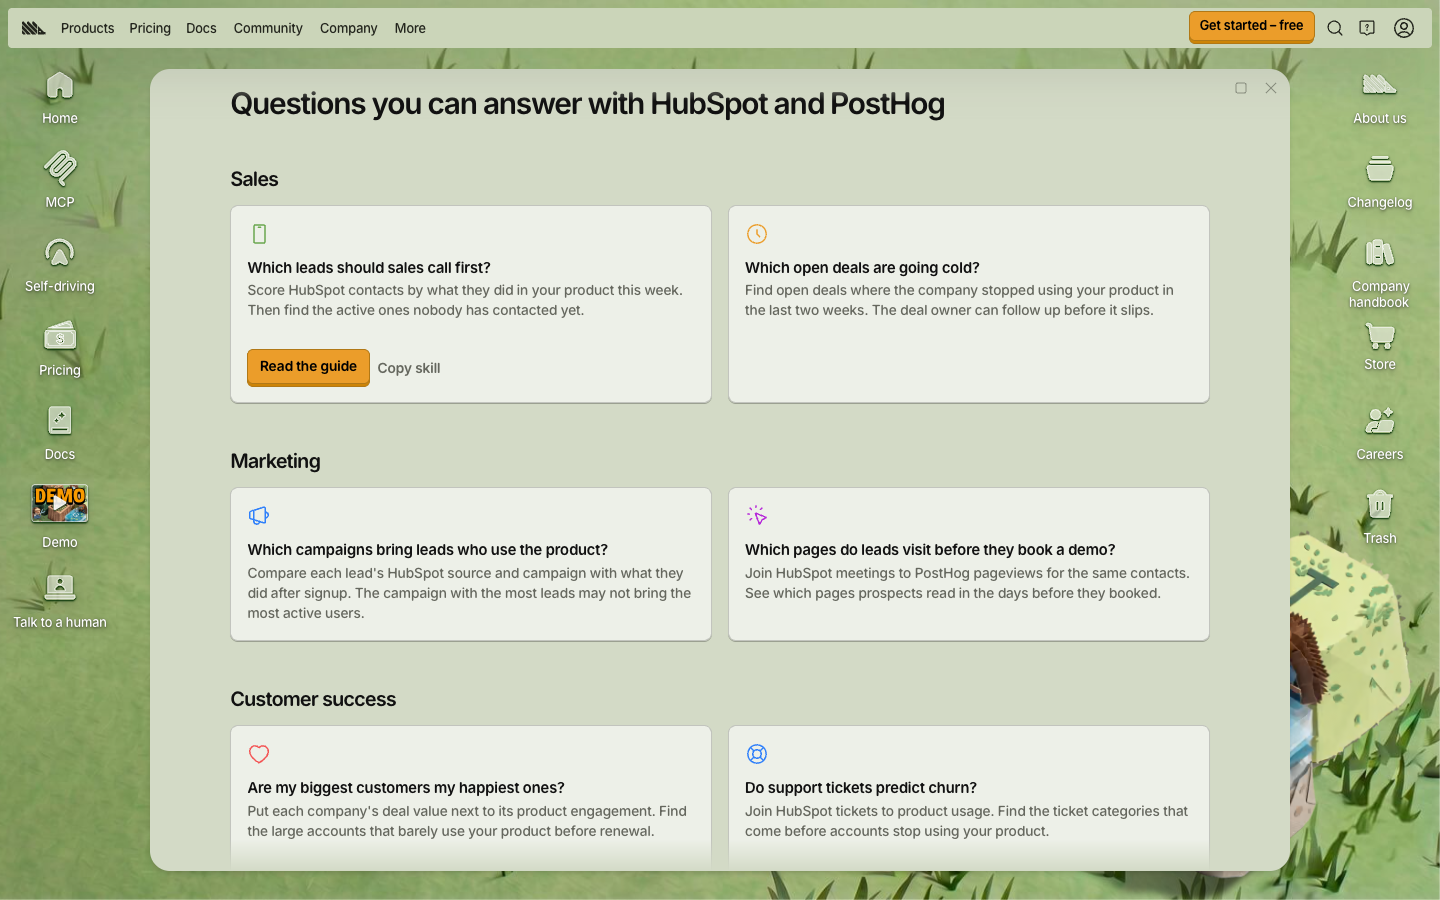 Products Pricing Docs Community Company More
Get started – free
Home
MCP
Self-driving
Pricing
Docs
DEMO
Demo
Talk to a human
Questions you can answer with HubSpot and PostHog
Sales
Which leads should sales call first?
Score HubSpot contacts by what they did in your product this week.
Then find the active ones nobody has contacted yet.
Read the guide
Copy skill
Which open deals are going cold?
Find open deals where the company stopped using your product in
the last two weeks. The deal owner can follow up before it slips.
Marketing
Which campaigns bring leads who use the product?
Compare each lead's HubSpot source and campaign with what they
did after signup. The campaign with the most leads may not bring the
most active users.
Which pages do leads visit before they book a demo?
Join HubSpot meetings to PostHog pageviews for the same contacts.
See which pages prospects read in the days before they booked.
Customer success
Are my biggest customers my happiest ones?
Put each company's deal value next to its product engagement. Find
the large accounts that barely use your product before renewal.
Do support tickets predict churn?
Join HubSpot tickets to product usage. Find the ticket categories that
come before accounts stop using your product.
About us
Changelog
Company
handbook
Store
Careers
Trash